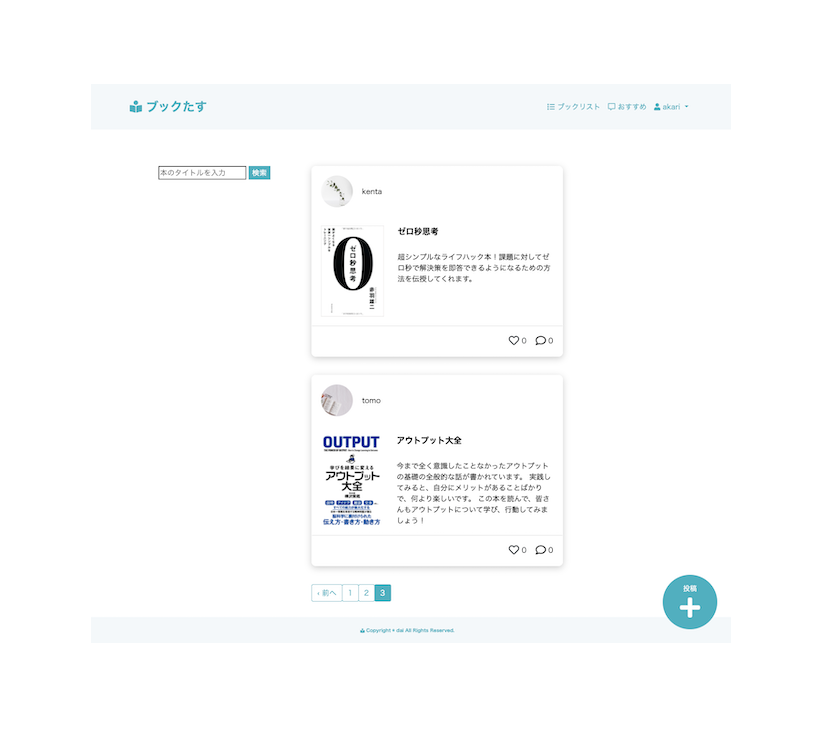 ブックたす
ブックリスト
おすすめ
akari
本のタイトルを入力
検索
kenta
ゼロ秒思考
ゼロ秒思考
赤羽雄二
超シンプルなライフハック本！課題に対してゼ
ロ秒で解決策を即答できるようになるための方
法を伝授してくれます。
0
0
tomo
アウトプット大全
OUTPUT
学びを結果に変える
アウトプット
大全
伝え方・書き方・動き方
今まで全く意識したことなかったアウトプット
の基礎の全般的な話が書かれています。 実践し
てみると、自分にメリットがあることばかり
で、何より楽しいです。 この本を読んで、皆さ
んもアウトプットについて学び、行動してみま
しょう！
0
0
‹ 前へ
1
2
3
投稿
Copyright • dai All Rights Reserved.